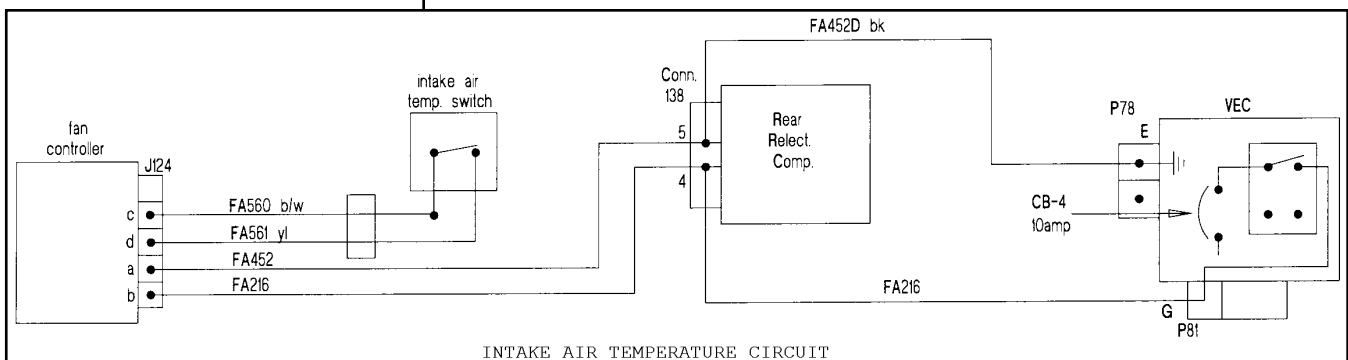 FA452D bk
intake air
temp. switch
Conn.
138
fan
controller
J124
5
4
Rear
Relect.
Comp.
P78
E
VEC
CB-4
10amp
c
FA560 b/w
d
FA561 yl
a
FA452
b
FA216
FA216
G
P81
INTAKE AIR TEMPERATURE CIRCUIT